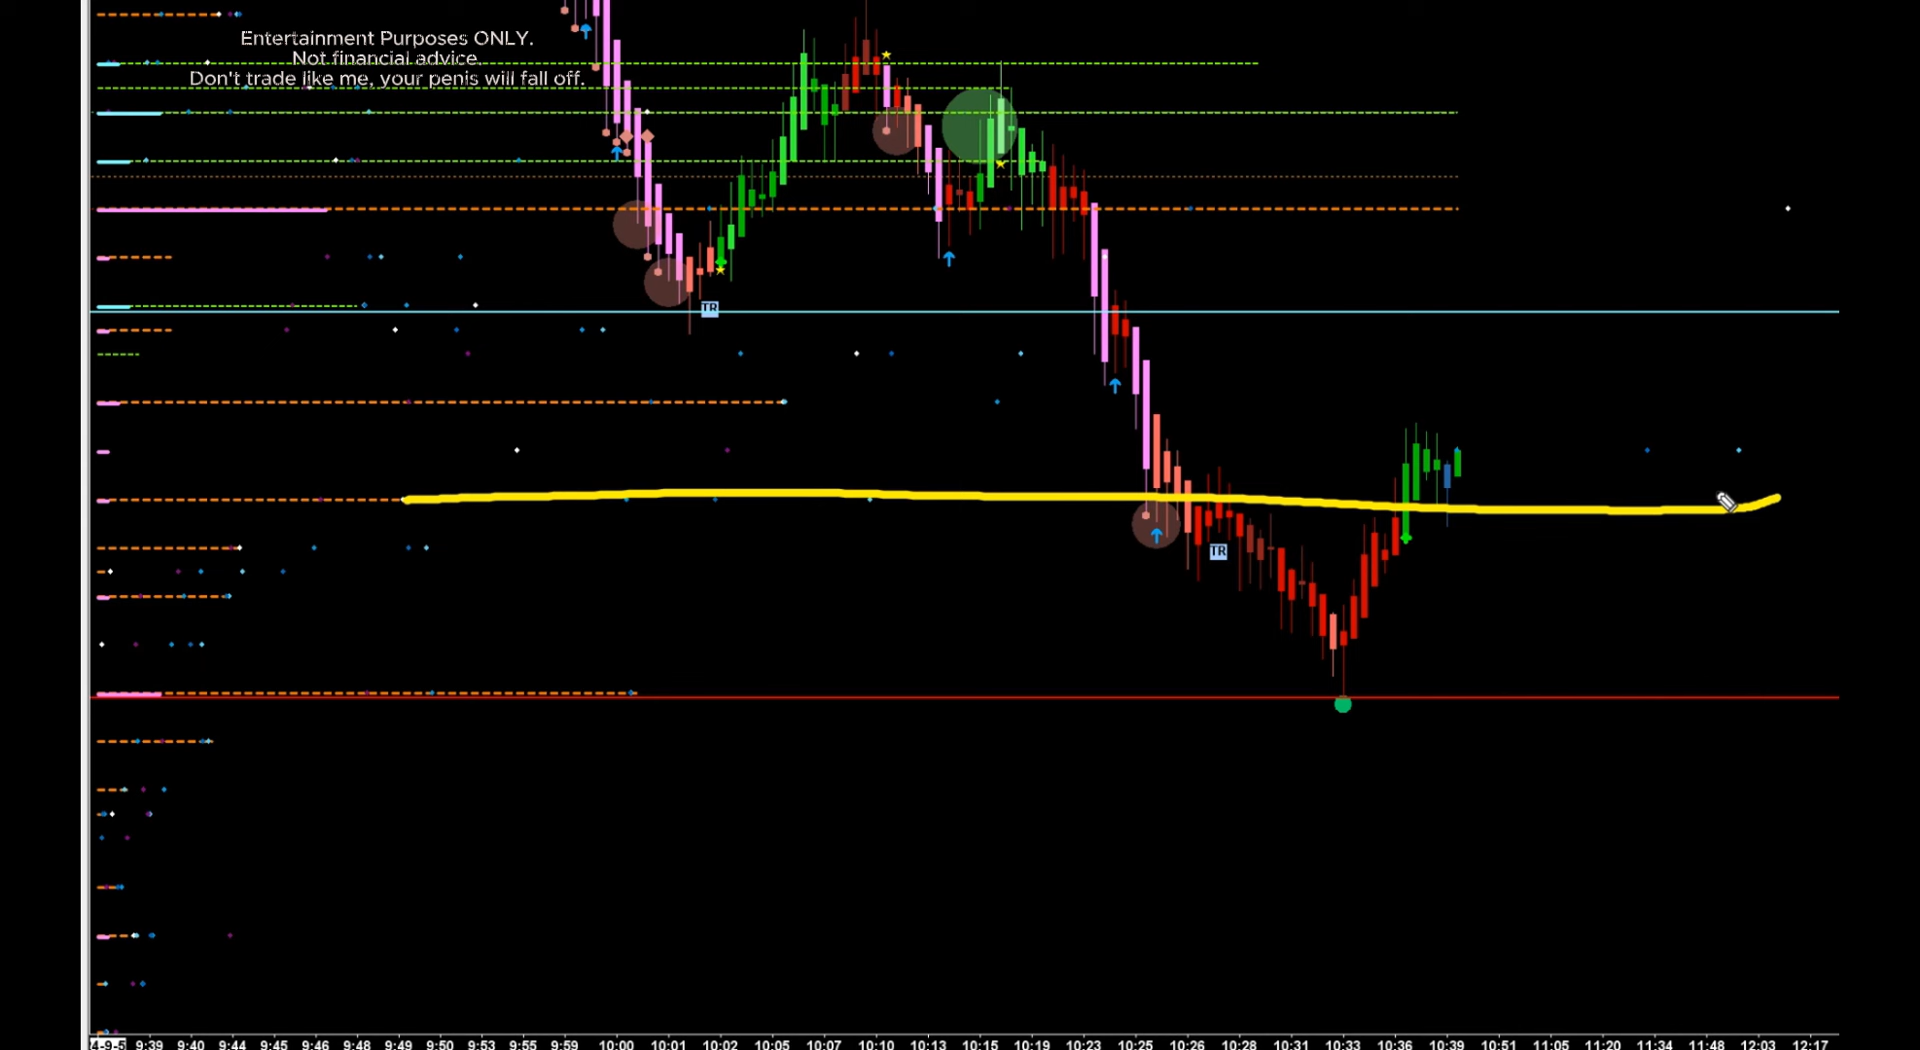 Entertainment Purposes ONLY.
Not financial advice.
Don't trade like me, your penis will fall off.
TR
TR
9:39 9:40 9:44 9:45 9:46 9:48 9:49 9:50 9:53 9:55 9:59 10:00 10:01 10:02 10:05 10:07 10:10 10:13 10:15 10:19 10:23 10:25 10:26 10:28 10:31 10:33 10:36 10:39 10:51 11:05 11:20 11:34 11:48 12:03 12:17